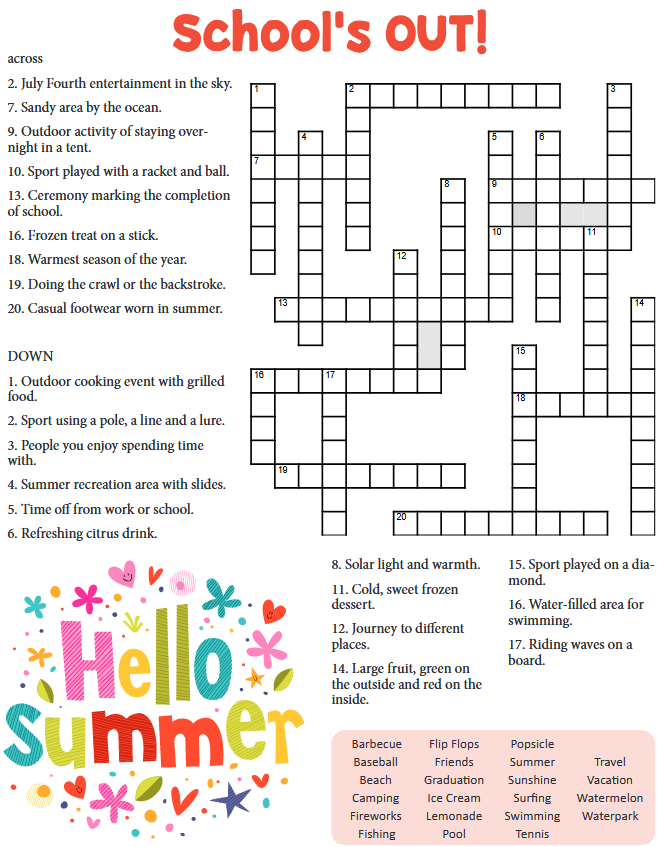 School's OUT!
across
2. July Fourth entertainment in the sky.
7. Sandy area by the ocean.
9. Outdoor activity of staying over-
night in a tent.
10. Sport played with a racket and ball.
13. Ceremony marking the completion
of school.
16. Frozen treat on a stick.
18. Warmest season of the year.
19. Doing the crawl or the backstroke.
20. Casual footwear worn in summer.
DOWN
1. Outdoor cooking event with grilled
food.
2. Sport using a pole, a line and a lure.
3. People you enjoy spending time
with.
4. Summer recreation area with slides.
5. Time off from work or school.
6. Refreshing citrus drink.
1
2
3
4
5
6
7
8
9
10
11
12
13
14
15
16
17
18
19
20
8. Solar light and warmth.
11. Cold, sweet frozen
dessert.
12. Journey to different
places.
14. Large fruit, green on
the outside and red on the
inside.
15. Sport played on a dia-
mond.
16. Water-filled area for
swimming.
17. Riding waves on a
board.
Hello
Summer
Barbecue Flip Flops Popsicle
Baseball Friends Summer Travel
Beach Graduation Sunshine Vacation
Camping Ice Cream Surfing Watermelon
Fireworks Lemonade Swimming Waterpark
Fishing Pool Tennis